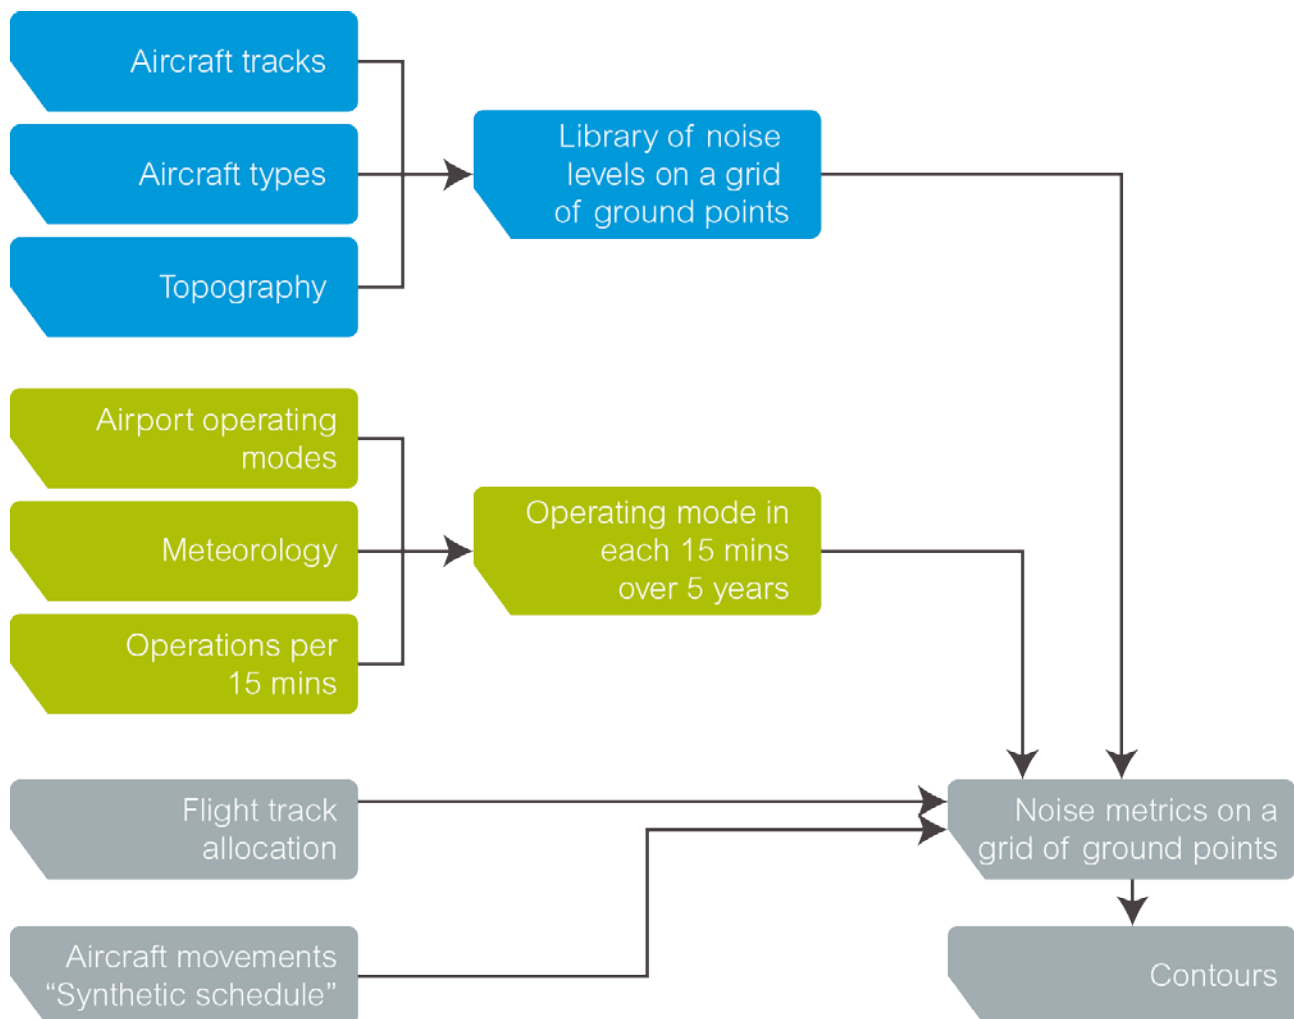 Aircraft tracks
Aircraft types
Topography
Library of noise
levels on a grid
of ground points
Airport operating
modes
Meteorology
Operations per
15 mins
Operating mode in
each 15 mins
over 5 years
Flight track
allocation
Aircraft movements
“Synthetic schedule”
Noise metrics on a
grid of ground points
Contours